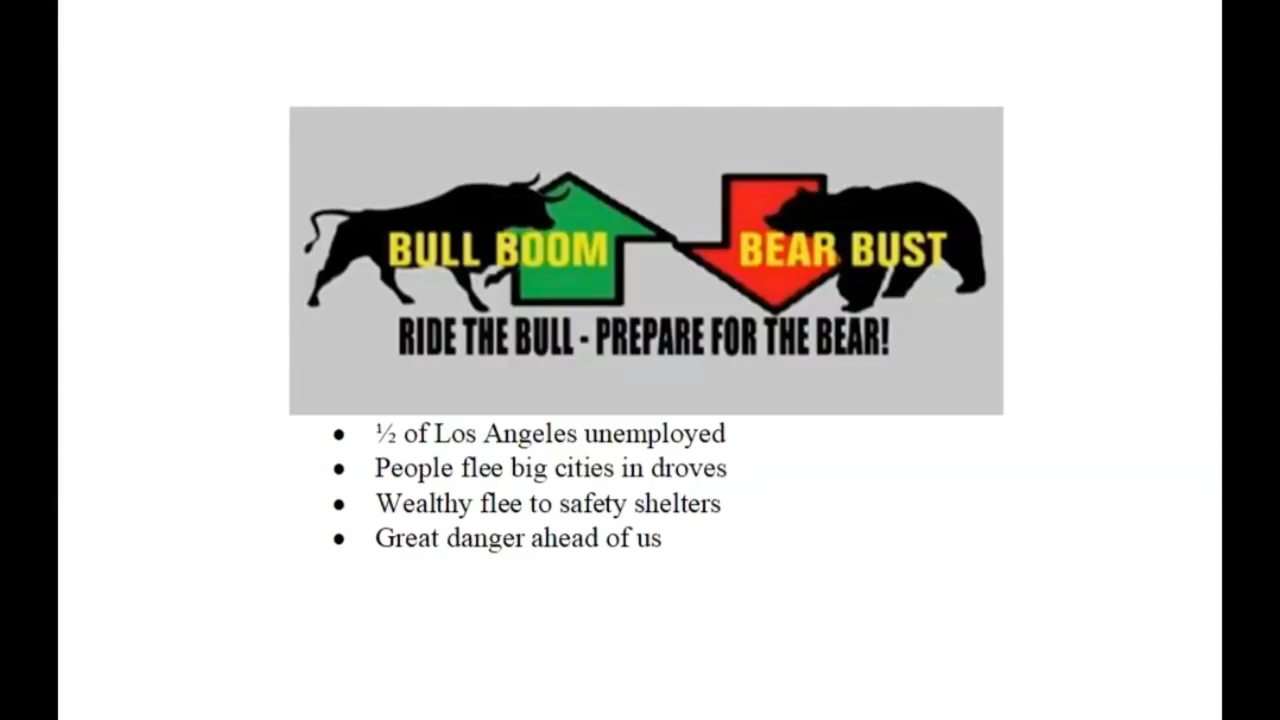 BULL BOOM BEAR BUST
RIDE THE BULL - PREPARE FOR THE BEAR!
• ½ of Los Angeles unemployed
• People flee big cities in droves
• Wealthy flee to safety shelters
• Great danger ahead of us